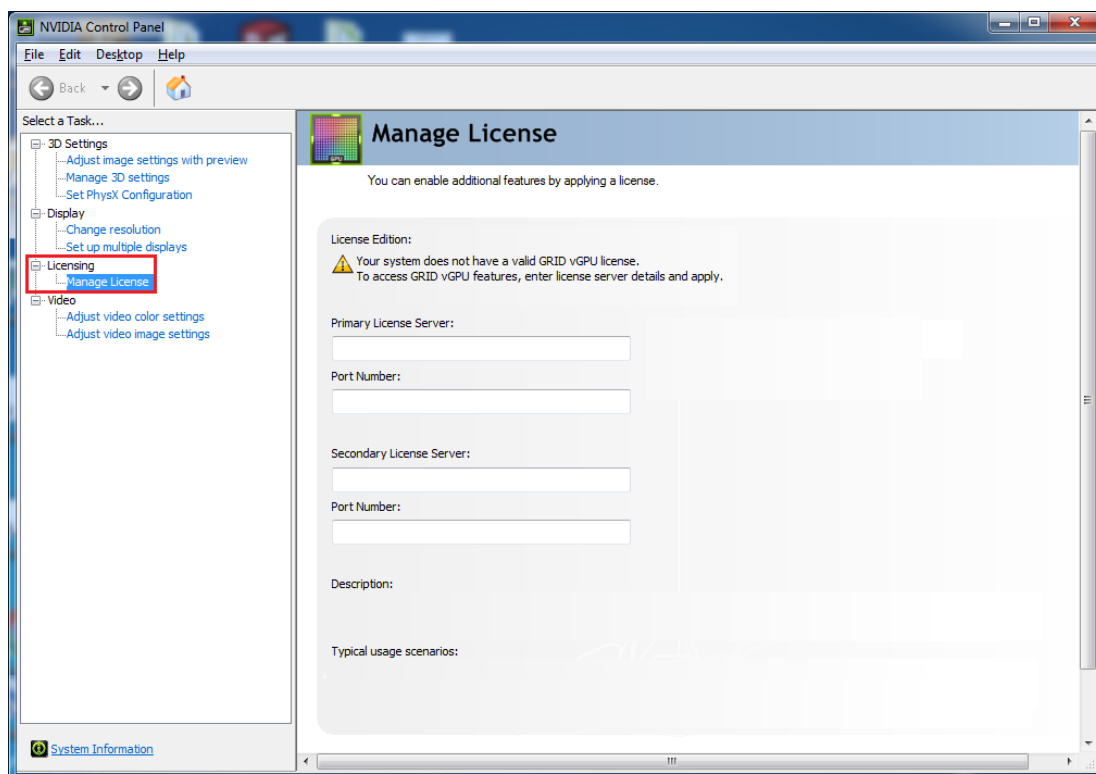 NVIDIA Control Panel
File Edit Desktop Help
Back
Select a Task...
3D Settings
Adjust image settings with preview
Manage 3D settings
Set PhysX Configuration
Display
Change resolution
Set up multiple displays
Licensing
Manage License
Video
Adjust video color settings
Adjust video image settings
System Information
GPU
Manage License
You can enable additional features by applying a license.
License Edition:
Your system does not have a valid GRID vGPU license.
To access GRID vGPU features, enter license server details and apply.
Primary License Server:
Port Number:
Secondary License Server:
Port Number:
Description:
Typical usage scenarios: